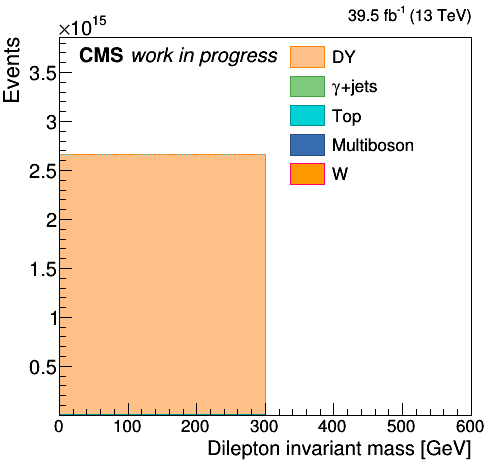 39.5 fb⁻¹ (13 TeV)
×10¹⁵
CMS work in progress
Events
3.5
3
2.5
2
1.5
1
0.5
DY
γ+jets
Top
Multiboson
W
0 100 200 300 400 500 600
Dilepton invariant mass [GeV]